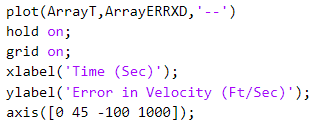 plot(ArrayT,ArrayERRXD,'--')
hold on;
grid on;
xlabel('Time (Sec)');
ylabel('Error in Velocity (Ft/Sec)');
axis([0 45 -100 1000]);